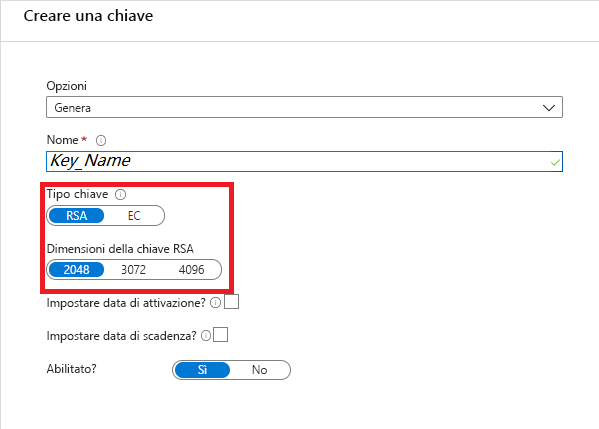 Creare una chiave
Opzioni
Genera
Nome *
Key_Name
Tipo chiave
RSA EC
Dimensioni della chiave RSA
2048 3072 4096
Impostare data di attivazione?
Impostare data di scadenza?
Abilitato? Sì No